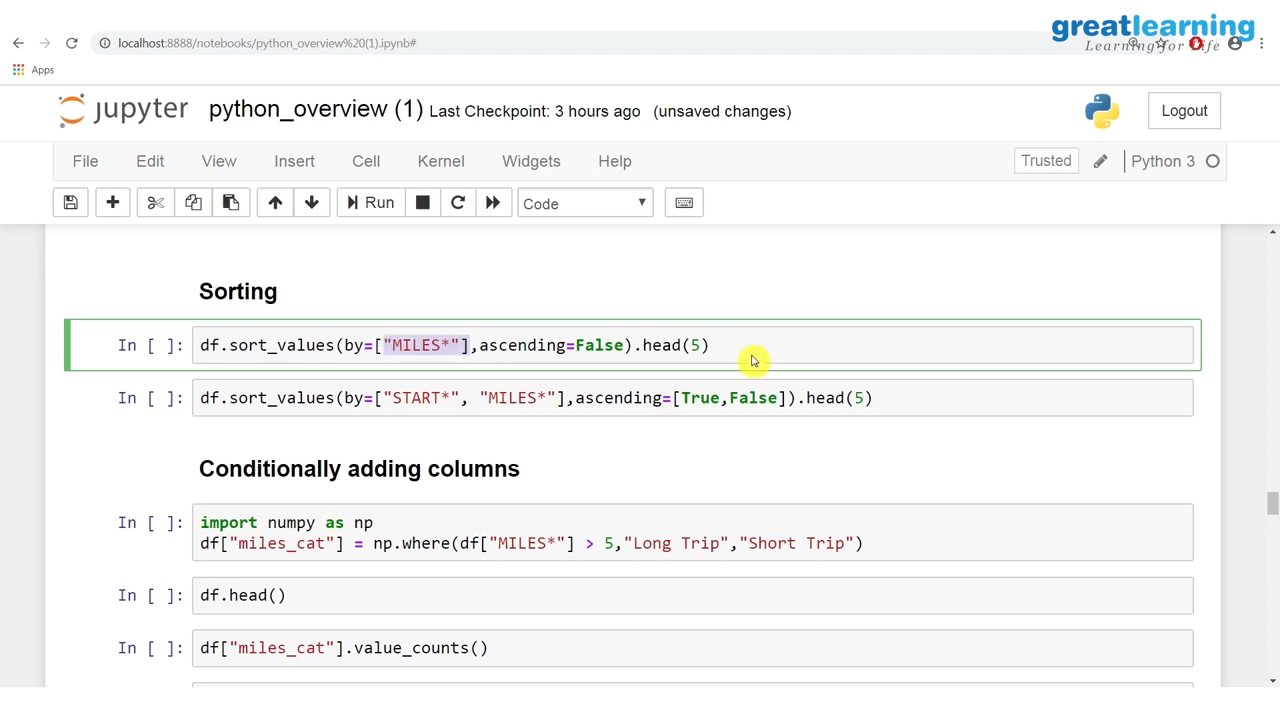 greatlearning
Learning for Life
localhost:8888/notebooks/python_overview%20(1).ipynb#
Apps
jupyter python_overview (1) Last Checkpoint: 3 hours ago (unsaved changes)
Logout
File Edit View Insert Cell Kernel Widgets Help
Trusted Python 3
Run Code
Sorting
In [ ]: df.sort_values(by=["MILES*"],ascending=False).head(5)
In [ ]: df.sort_values(by=["START*", "MILES*"],ascending=[True,False]).head(5)
Conditionally adding columns
In [ ]: import numpy as np
df["miles_cat"] = np.where(df["MILES*"] > 5,"Long Trip","Short Trip")
In [ ]: df.head()
In [ ]: df["miles_cat"].value_counts()